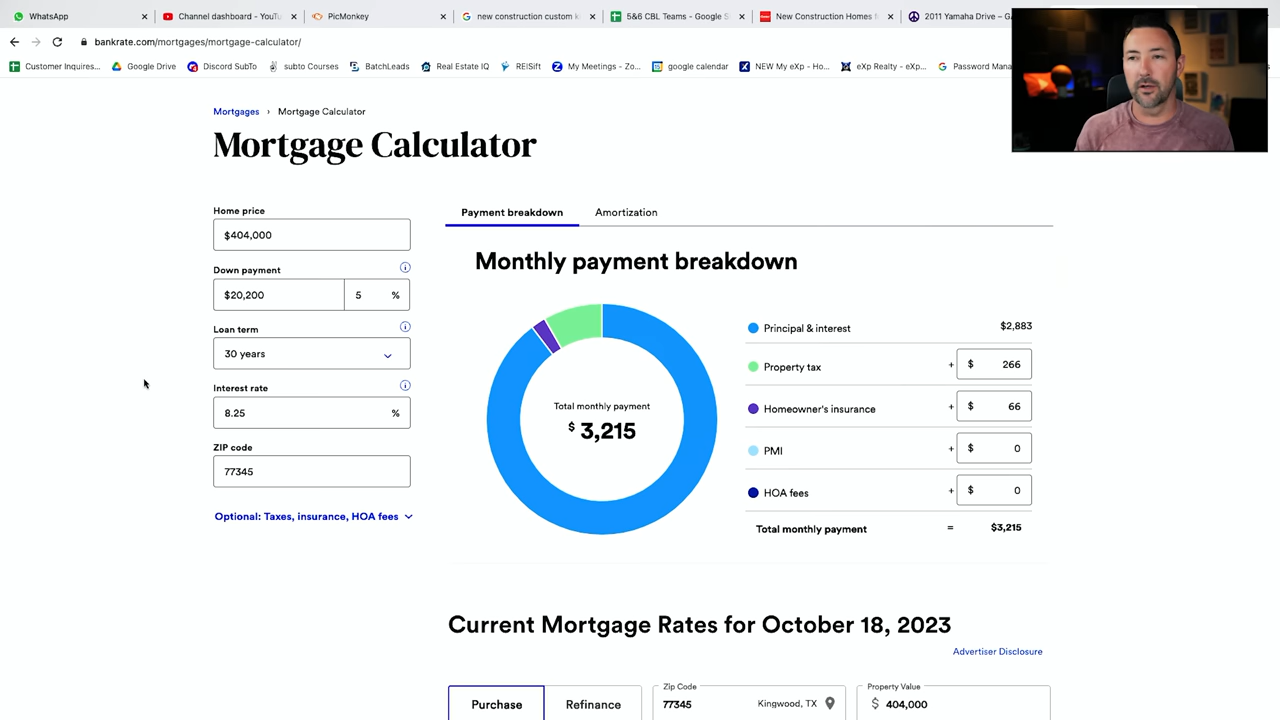 WhatsApp
Channel dashboard - YouTu
PicMonkey
new construction custom k
5&6 CBL Teams - Google S
New Construction Homes f
2011 Yamaha Drive – GA
bankrate.com/mortgages/mortgage-calculator/
Customer Inquires...
Google Drive
Discord SubTo
subto Courses
BatchLeads
Real Estate IQ
REISift
My Meetings - Zo...
google calendar
NEW My eXp - Ho...
eXp Realty - eXp...
Password Mana
Mortgages › Mortgage Calculator
Mortgage Calculator
Home price
$404,000
Down payment
$20,200 5 %
Loan term
30 years
Interest rate
8.25 %
ZIP code
77345
Optional: Taxes, insurance, HOA fees
Payment breakdown Amortization
Monthly payment breakdown
Total monthly payment
$ 3,215
Principal & interest $2,883
Property tax + $ 266
Homeowner's insurance + $ 66
PMI + $ 0
HOA fees + $ 0
Total monthly payment = $3,215
Current Mortgage Rates for October 18, 2023
Advertiser Disclosure
Purchase
Refinance
Zip Code
77345 Kingwood, TX
Property Value
$ 404,000